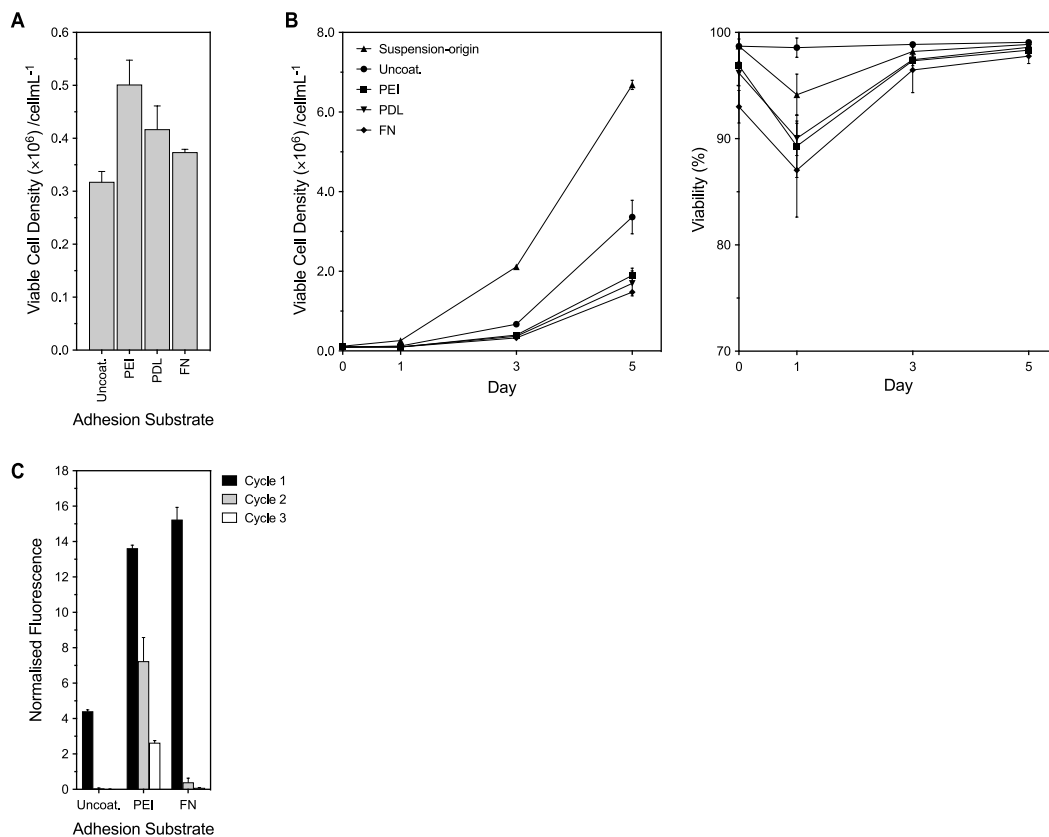 A
Viable Cell Density (×10⁶) /cellmL⁻¹
0.6
0.5
0.4
0.3
0.2
0.1
0.0
Uncoat.
PEI
PDL
FN
Adhesion Substrate
B
Viable Cell Density (×10⁶) /cellmL⁻¹
8.0
6.0
4.0
2.0
0.0
Suspension-origin
Uncoat.
PEI
PDL
FN
0 1 3 5
Day
Viability (%)
100
90
80
70
0 1 3 5
Day
C
Normalised Fluorescence
18
16
14
12
10
8
6
4
2
0
Cycle 1
Cycle 2
Cycle 3
Uncoat. PEI FN
Adhesion Substrate